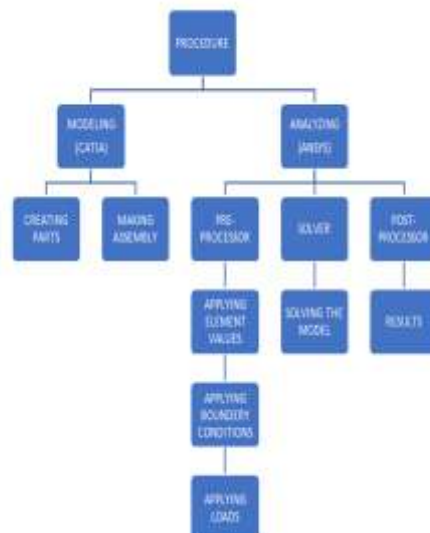 PROCEDURE
MODELING
(CATIA)
ANALYZING
(ANSYS)
CREATING
PARTS
MAKING
ASSEMBLY
PRE-
PROCESSOR
SOLVER
POST-
PROCESSOR
APPLYING
ELEMENT
VALUES
SOLVING THE
MODEL
RESULTS
APPLYING
BOUNDERY
CONDITIONS
APPLYING
LOADS